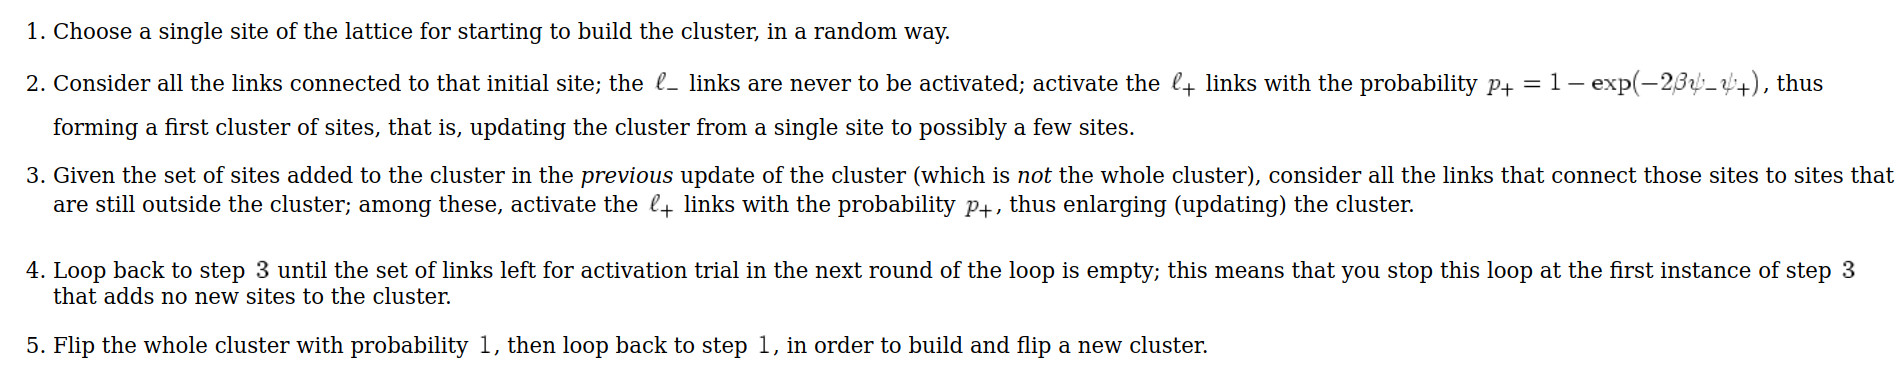 1. Choose a single site of the lattice for starting to build the cluster, in a random way.
2. Consider all the links connected to that initial site; the ℓ₋ links are never to be activated; activate the ℓ₊ links with the probability p₊ = 1 − exp(−2βψ₋ψ₊), thus
forming a first cluster of sites, that is, updating the cluster from a single site to possibly a few sites.
3. Given the set of sites added to the cluster in the previous update of the cluster (which is not the whole cluster), consider all the links that connect those sites to sites that
are still outside the cluster; among these, activate the ℓ₊ links with the probability p₊, thus enlarging (updating) the cluster.
4. Loop back to step 3 until the set of links left for activation trial in the next round of the loop is empty; this means that you stop this loop at the first instance of step 3
that adds no new sites to the cluster.
5. Flip the whole cluster with probability 1, then loop back to step 1, in order to build and flip a new cluster.